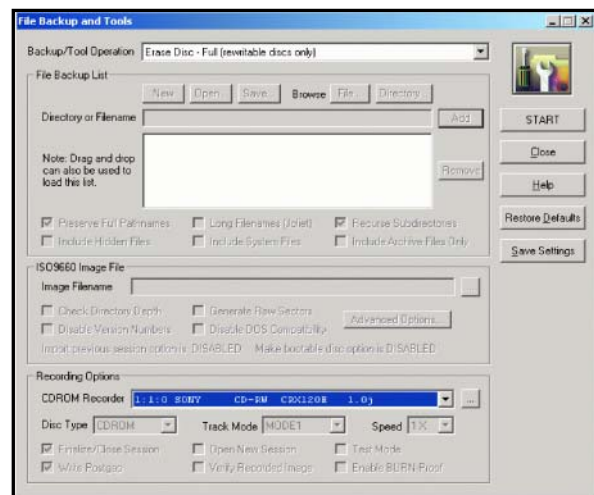 File Backup and Tools
Backup/Tool Operation Erase Disc - Full (rewritable discs only)
File Backup List
New Open... Save... Browse File... Directory...
Directory or Filename Add
START
Note: Drag and drop
can also be used to
load this list.
Close
Remove
Help
Preserve Full Pathnames Long Filenames (Joliet) Recurse Subdirectories
Restore Defaults
Include Hidden Files Include System Files Include Archive Files Only
Save Settings
ISO9660 Image File
Image Filename
Check Directory Depth Generate Raw Sectors
Advanced Options...
Disable Version Numbers Disable DOS Compatibility
Import previous session option is DISABLED Make bootable disc option is DISABLED
Recording Options
CDROM Recorder 1:1:0 SONY CD-RW CRX120E 1.0j ...
Disc Type CDROM Track Mode MODE1 Speed 1X
Finalize/Close Session Open New Session Test Mode
Write Postgap Verify Recorded Image Enable BURN-Proof